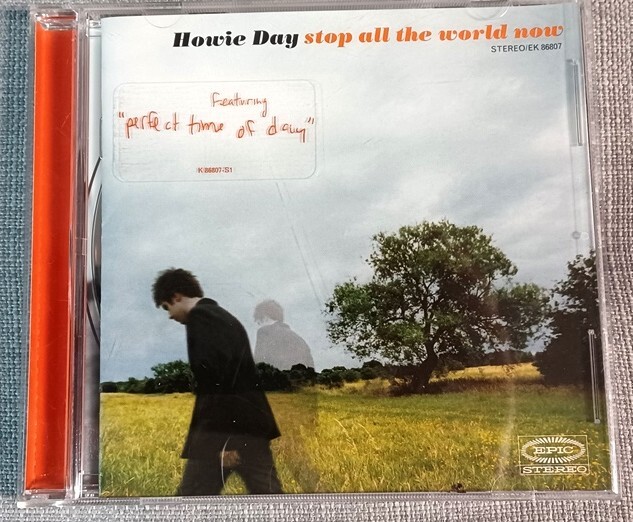 Howie Day stop all the world now
STEREO/EK 86807
Featuring
"perfect time of day"
K 86807-S1
EPIC
STEREO